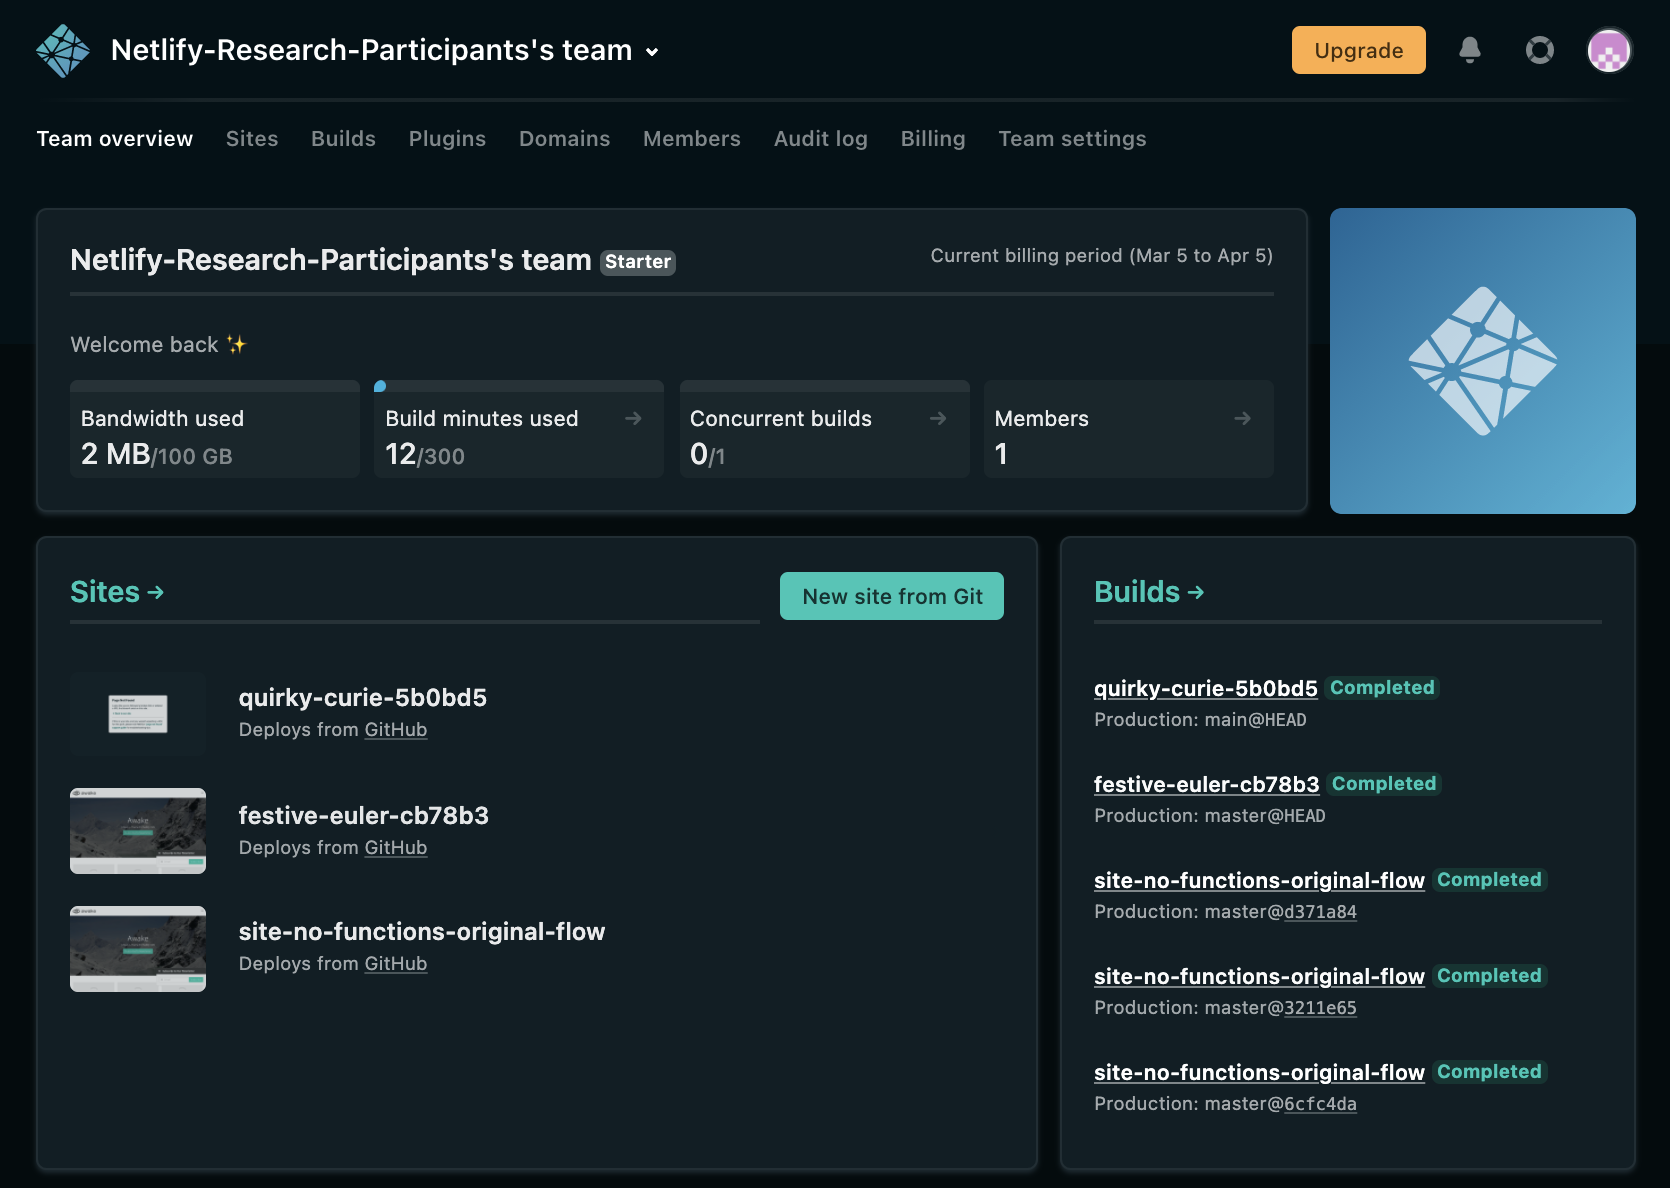 Netlify-Research-Participants's team
Upgrade
Team overview Sites Builds Plugins Domains Members Audit log Billing Team settings
Netlify-Research-Participants's team Starter
Current billing period (Mar 5 to Apr 5)
Welcome back ✨
Bandwidth used
2 MB/100 GB
Build minutes used →
12/300
Concurrent builds →
0/1
Members →
1
Sites →
New site from Git
quirky-curie-5b0bd5
Deploys from GitHub
Awake
festive-euler-cb78b3
Deploys from GitHub
Awake
site-no-functions-original-flow
Deploys from GitHub
Builds →
quirky-curie-5b0bd5 Completed
Production: main@HEAD
festive-euler-cb78b3 Completed
Production: master@HEAD
site-no-functions-original-flow Completed
Production: master@d371a84
site-no-functions-original-flow Completed
Production: master@3211e65
site-no-functions-original-flow Completed
Production: master@6cfc4da